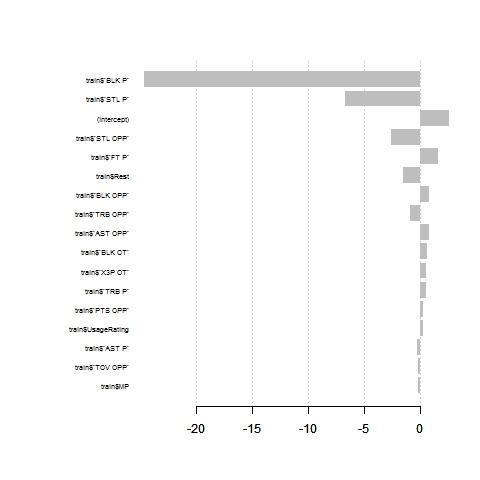 train$`BLK P`
train$`STL P`
(Intercept)
train$`STL OPP`
train$`FT P`
train$Rest
train$`BLK OPP`
train$`TRB OPP`
train$`AST OPP`
train$`BLK OT`
train$`X3P OT`
train$`TRB P`
train$`PTS OPP`
train$UsageRating
train$`AST P`
train$`TOV OPP`
train$MP
-20 -15 -10 -5 0